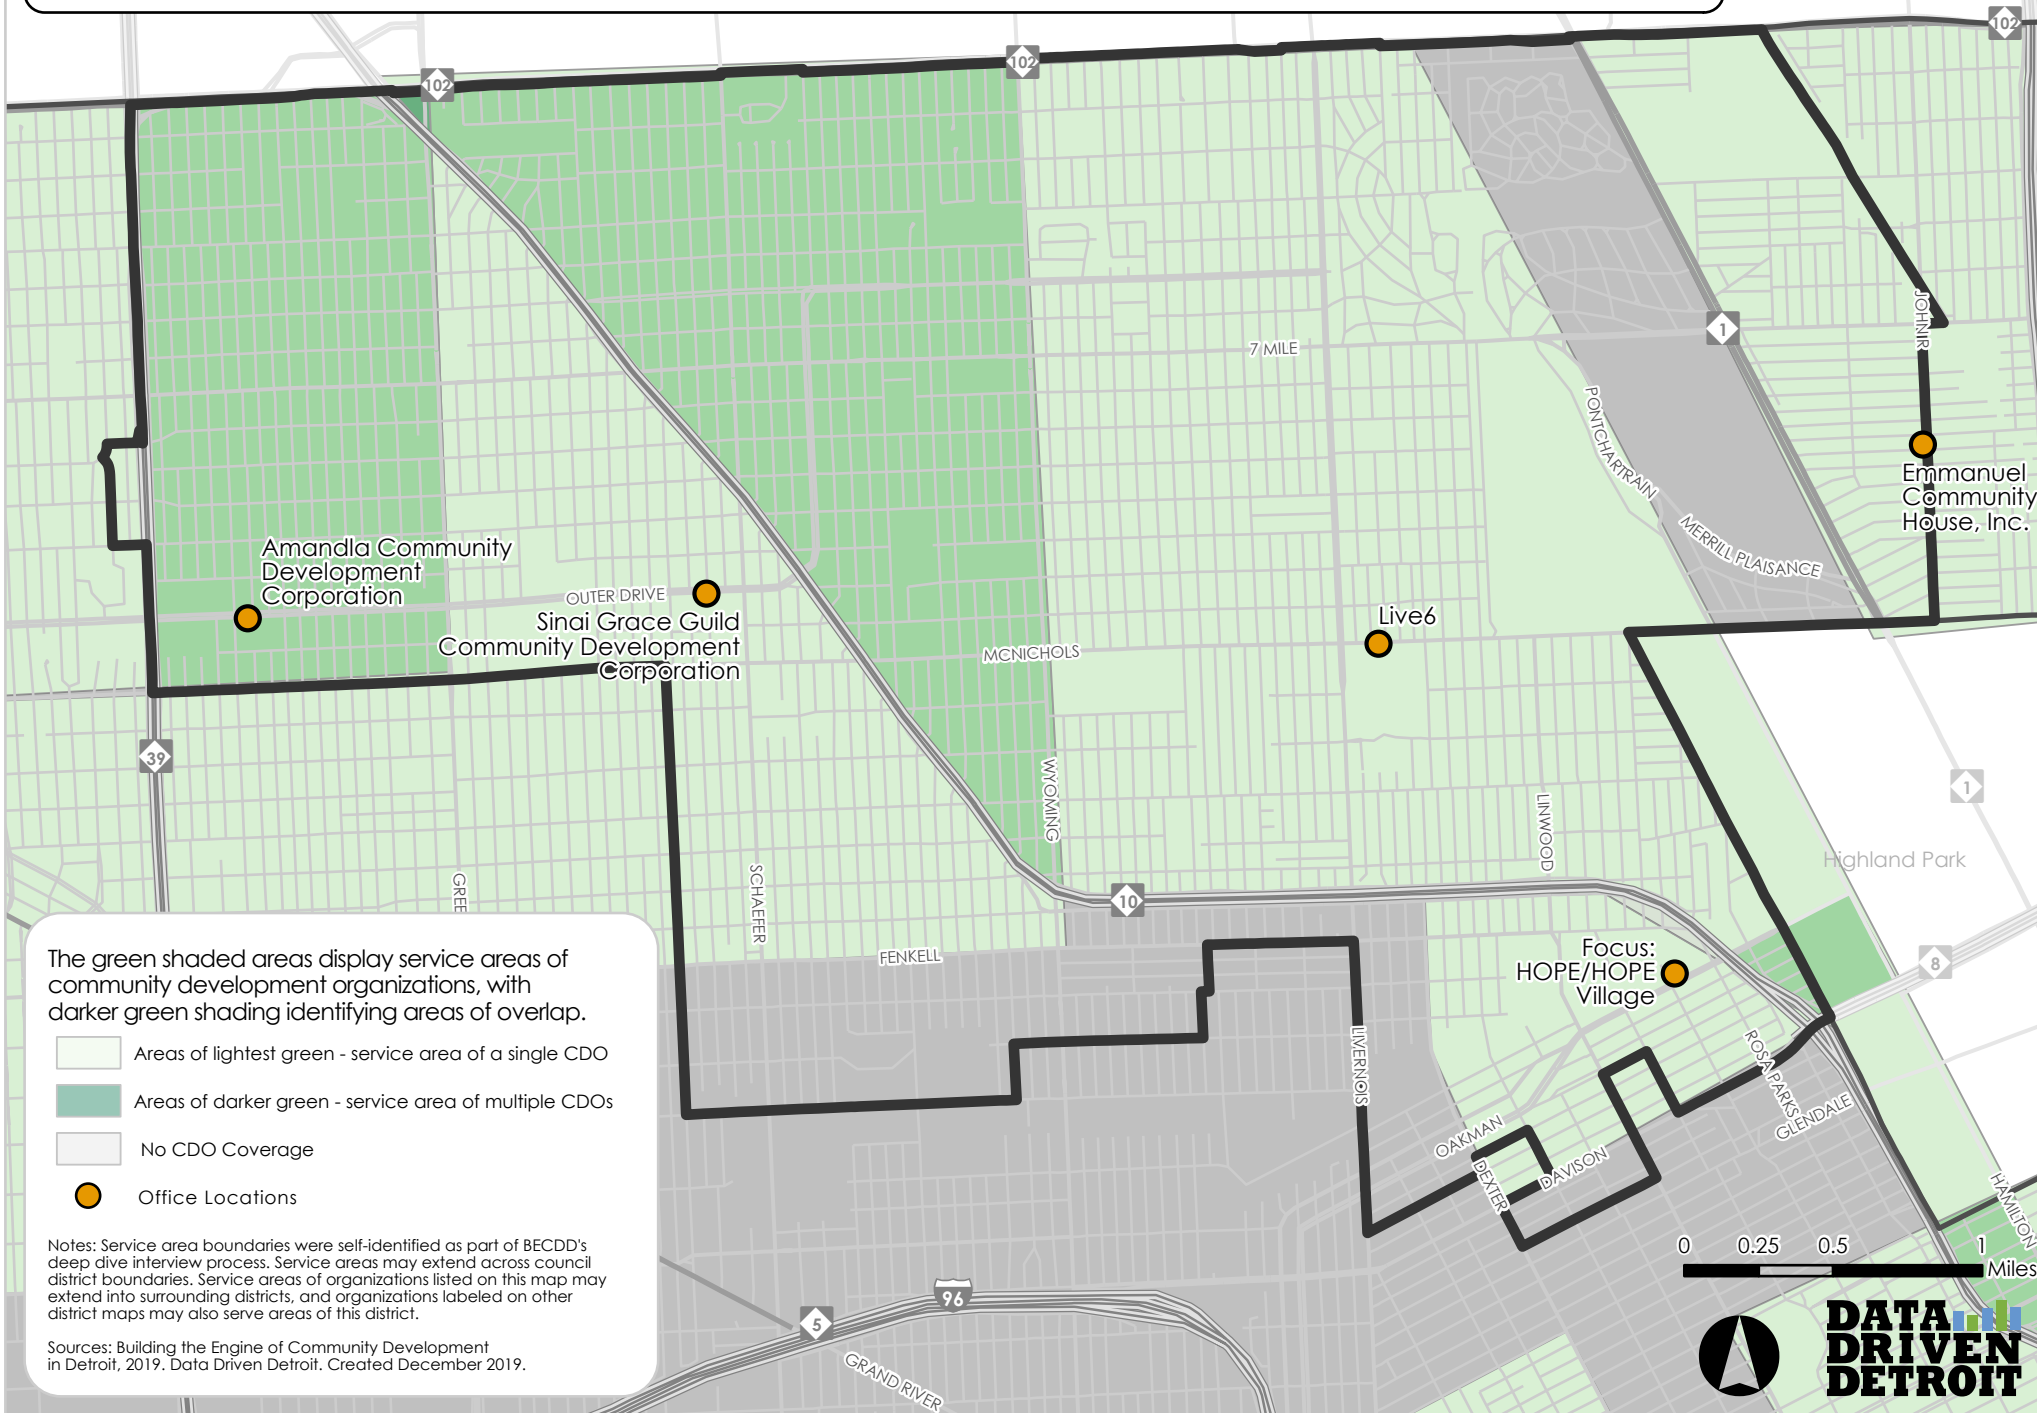 102
102
102
7 MILE
1
JOHN R
PONTCHARTRAIN
MERRILL PLAISANCE
Emmanuel
Community
House, Inc.
Amandla Community
Development
Corporation
OUTER DRIVE
Sinai Grace Guild
Community Development
Corporation
Live6
MCNICHOLS
39
WYOMING
LINWOOD
1
Highland Park
GREE
SCHAEFER
10
FENKELL
Focus:
HOPE/HOPE
Village
8
LIVERNOIS
ROSA PARKS
GLENDALE
OAKMAN
DEXTER
DAVISON
HAMILTON
96
5
GRAND RIVER
The green shaded areas display service areas of
community development organizations, with
darker green shading identifying areas of overlap.
Areas of lightest green - service area of a single CDO
Areas of darker green - service area of multiple CDOs
No CDO Coverage
Office Locations
Notes: Service area boundaries were self-identified as part of BECDD's
deep dive interview process. Service areas may extend across council
district boundaries. Service areas of organizations listed on this map may
extend into surrounding districts, and organizations labeled on other
district maps may also serve areas of this district.
Sources: Building the Engine of Community Development
in Detroit, 2019. Data Driven Detroit. Created December 2019.
0 0.25 0.5 1
Miles
DATA
DRIVEN
DETROIT